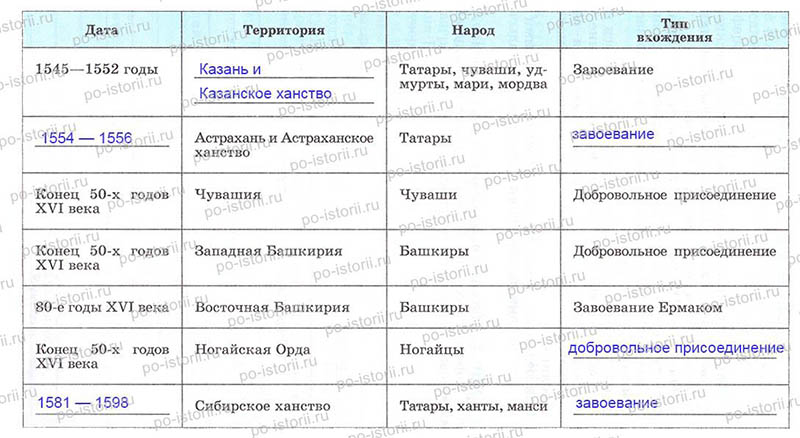 Дата Территория Народ Тип
вхождения
1545—1552 годы Казань и Татары, чуваши, уд- Завоевание
Казанское ханство мурты, мари, мордва
1554 — 1556 Астрахань и Астраханское Татары завоевание
ханство
Конец 50-х годов Чувашия Чуваши Добровольное присоединение
XVI века
Конец 50-х годов Западная Башкирия Башкиры Добровольное присоединение
XVI века
80-е годы XVI века Восточная Башкирия Башкиры Завоевание Ермаком
Конец 50-х годов Ногайская Орда Ногайцы добровольное присоединение
XVI века
1581 — 1598 Сибирское ханство Татары, ханты, манси завоевание
po-istorii.ru